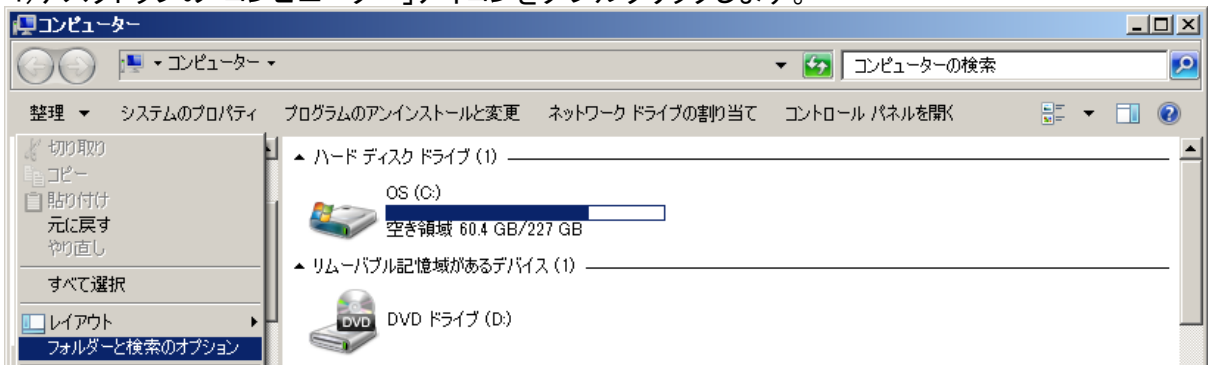 コンピューター
コンピューター
コンピューターの検索
整理 システムのプロパティ プログラムのアンインストールと変更 ネットワーク ドライブの割り当て コントロール パネルを開く
切り取り
コピー
貼り付け
元に戻す
やり直し
すべて選択
レイアウト
フォルダーと検索のオプション
ハード ディスク ドライブ (1)
OS (C:)
空き領域 60.4 GB/227 GB
リムーバブル記憶域があるデバイス (1)
DVD ドライブ (D:)
DVD